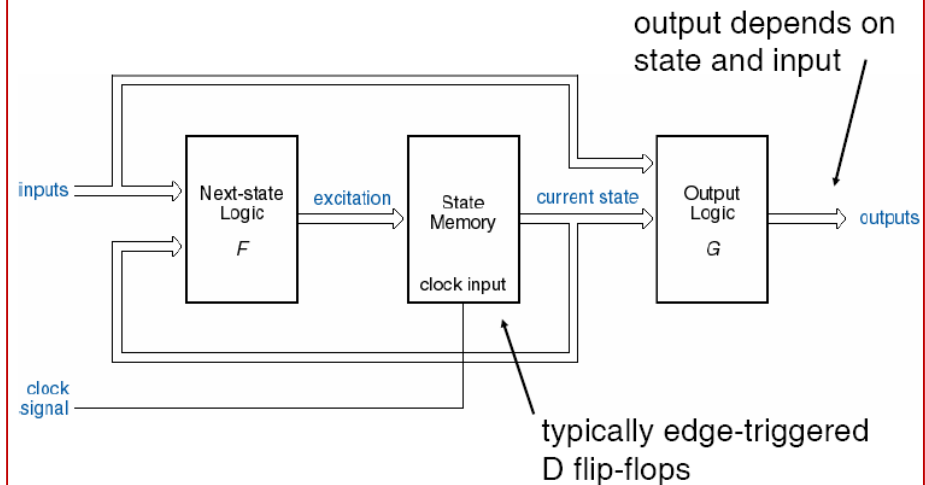 output depends on
state and input
inputs
Next-state
Logic
F
excitation
State
Memory
clock input
current state
Output
Logic
G
outputs
clock
signal
typically edge-triggered
D flip-flops